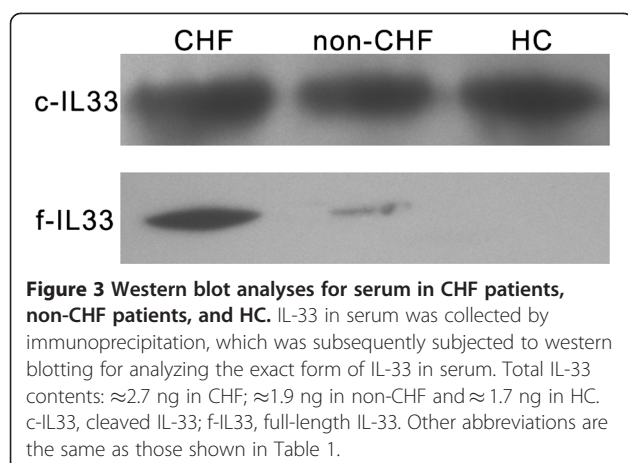 CHF non-CHF HC
c-IL33
f-IL33
Figure 3 Western blot analyses for serum in CHF patients,
non-CHF patients, and HC. IL-33 in serum was collected by
immunoprecipitation, which was subsequently subjected to western
blotting for analyzing the exact form of IL-33 in serum. Total IL-33
contents: ≈2.7 ng in CHF; ≈1.9 ng in non-CHF and ≈ 1.7 ng in HC.
c-IL33, cleaved IL-33; f-IL33, full-length IL-33. Other abbreviations are
the same as those shown in Table 1.